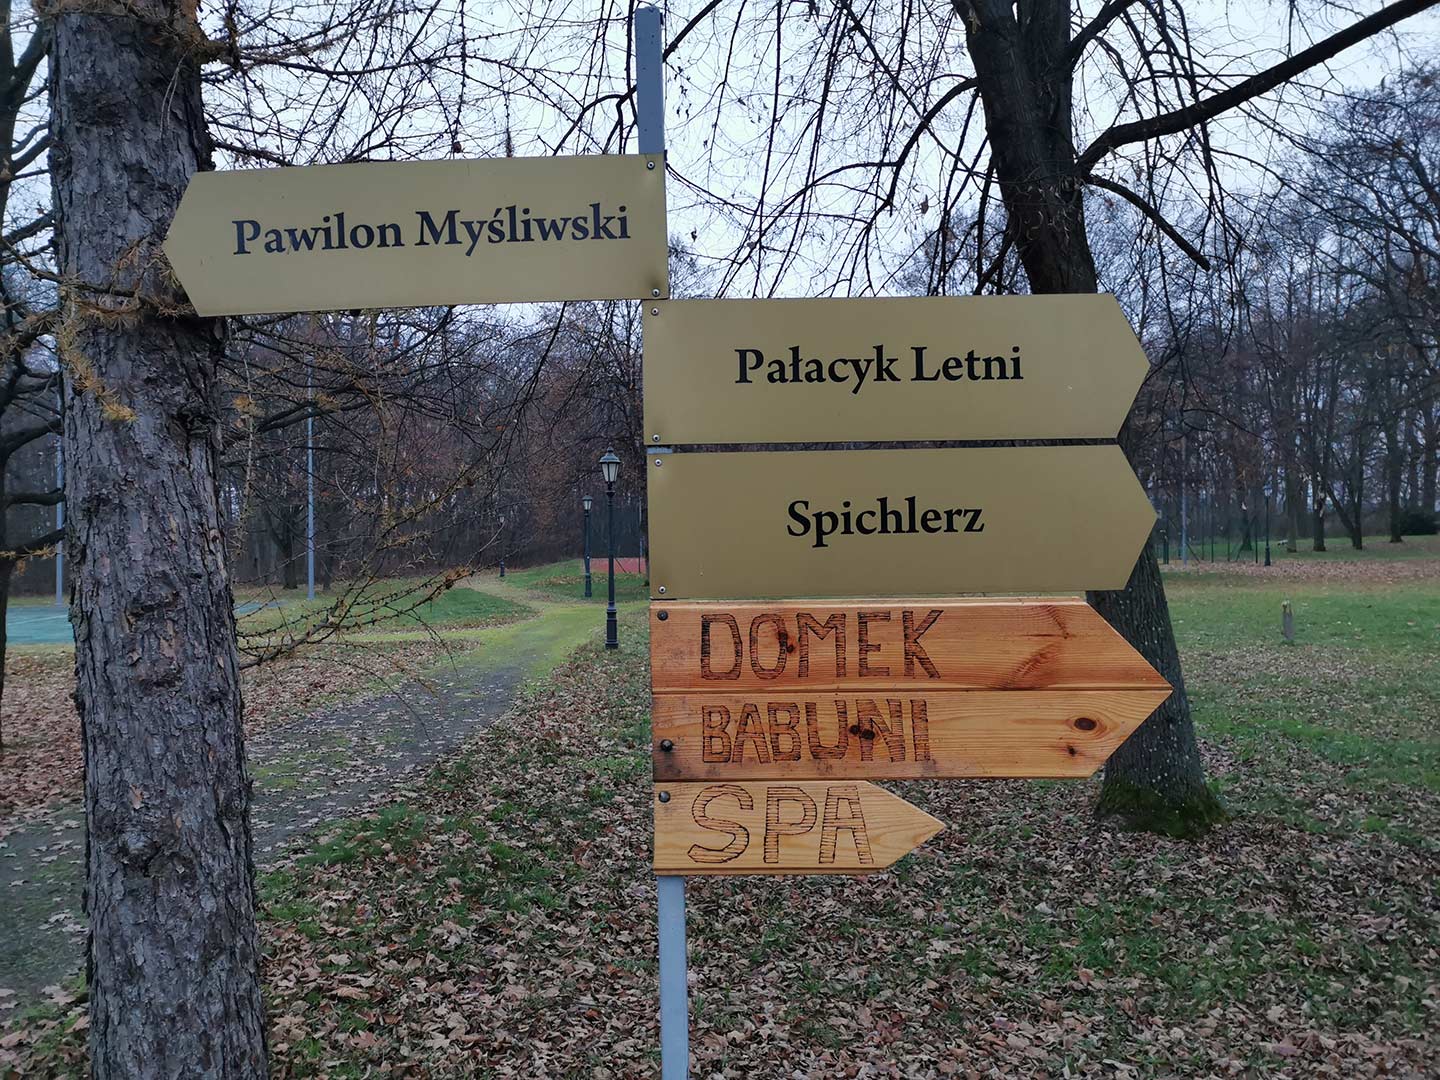 Pawilon Myśliwski
Pałacyk Letni
Spichlerz
DOMEK
BABUNI
SPA